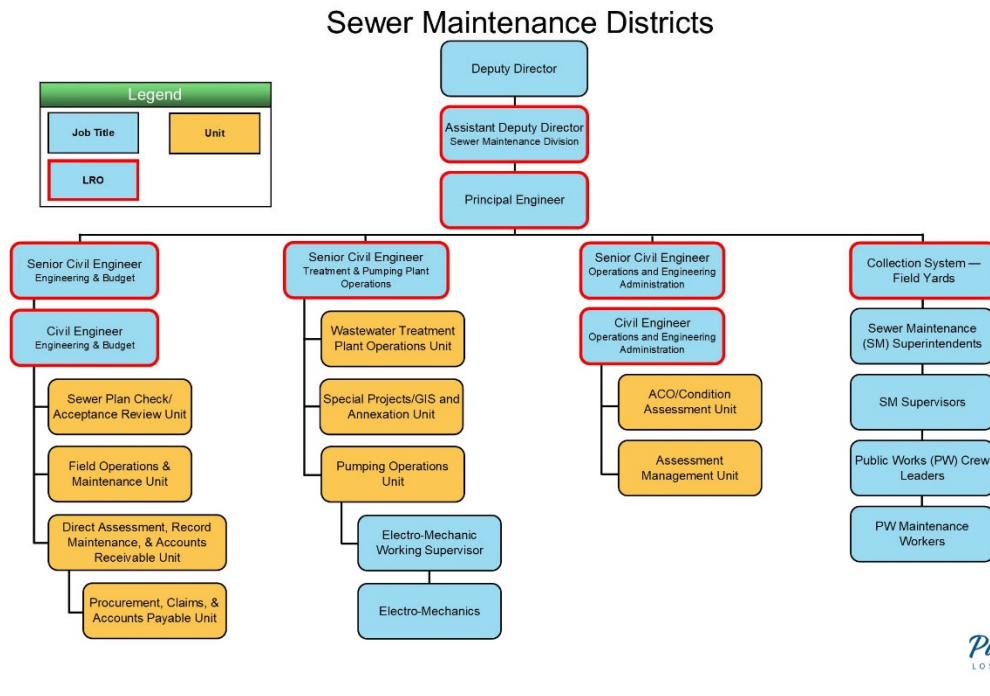 Sewer Maintenance Districts
Deputy Director
Legend
Job Title
Unit
LRO
Assistant Deputy Director
Sewer Maintenance Division
Principal Engineer
Senior Civil Engineer
Engineering & Budget
Civil Engineer
Engineering & Budget
Sewer Plan Check/
Acceptance Review Unit
Field Operations &
Maintenance Unit
Direct Assessment, Record
Maintenance, & Accounts
Receivable Unit
Procurement, Claims, &
Accounts Payable Unit
Senior Civil Engineer
Treatment & Pumping Plant
Operations
Wastewater Treatment
Plant Operations Unit
Special Projects/GIS and
Annexation Unit
Pumping Operations
Unit
Electro-Mechanic
Working Supervisor
Electro-Mechanics
Senior Civil Engineer
Operations and Engineering
Administration
Civil Engineer
Operations and Engineering
Administration
ACO/Condition
Assessment Unit
Assessment
Management Unit
Collection System —
Field Yards
Sewer Maintenance
(SM) Superintendents
SM Supervisors
Public Works (PW) Crew
Leaders
PW Maintenance
Workers